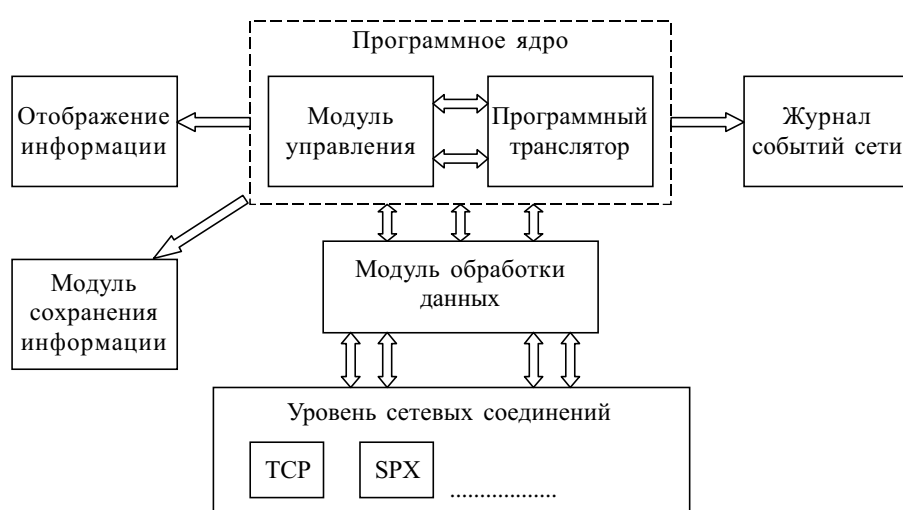 Программное ядро
Отображение
информации
Модуль
управления
Программный
транслятор
Журнал
событий сети
Модуль
сохранения
информации
Модуль обработки
данных
Уровень сетевых соединений
TCP
SPX
..................